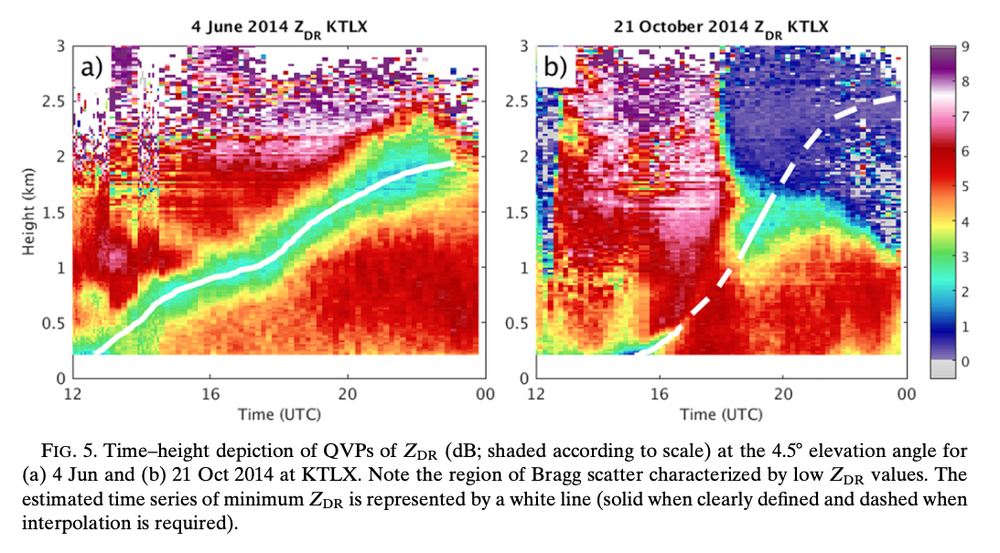 4 June 2014 Z_DR KTLX
21 October 2014 Z_DR KTLX
a)
b)
3
2.5
2
1.5
1
0.5
0
Height (km)
12
16
20
00
Time (UTC)
3
2.5
2
1.5
1
0.5
0
12
16
20
00
Time (UTC)
9
8
7
6
5
4
3
2
1
0
FIG. 5. Time–height depiction of QVPs of Z_DR (dB; shaded according to scale) at the 4.5° elevation angle for
(a) 4 Jun and (b) 21 Oct 2014 at KTLX. Note the region of Bragg scatter characterized by low Z_DR values. The
estimated time series of minimum Z_DR is represented by a white line (solid when clearly defined and dashed when
interpolation is required).